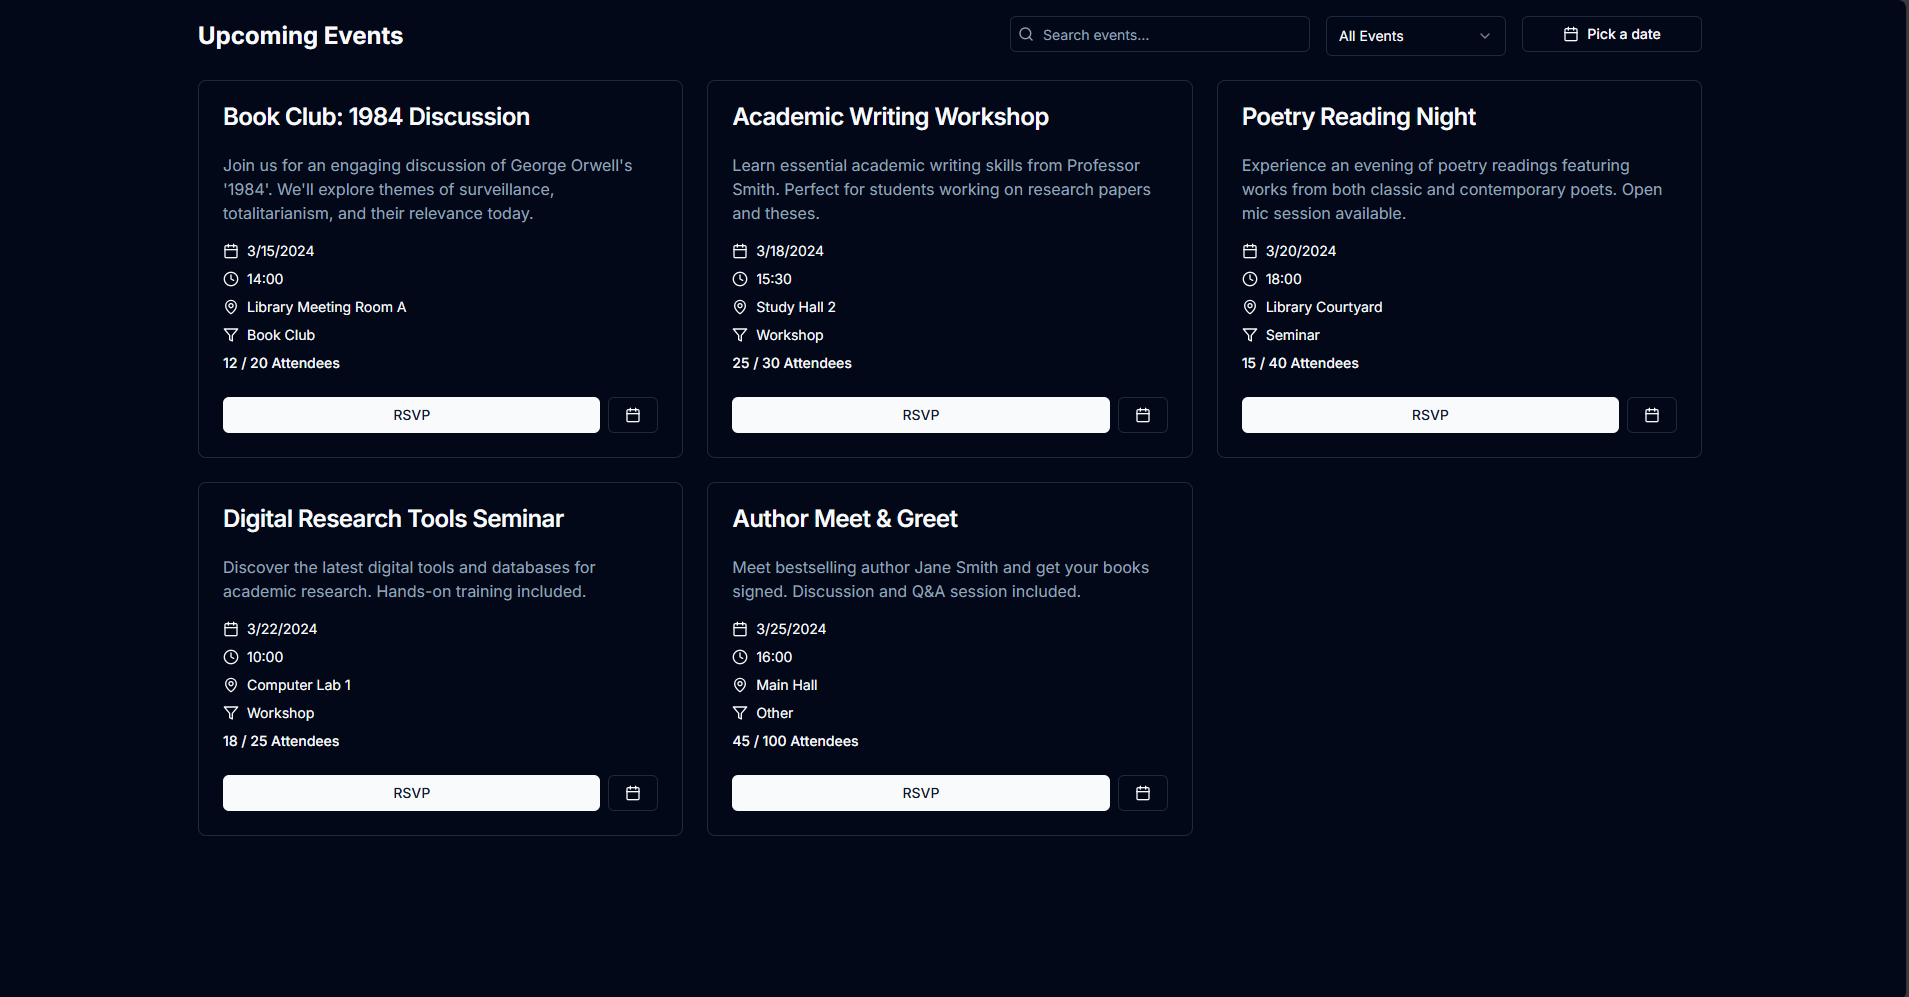 Upcoming Events
Search events...
All Events
Pick a date
Book Club: 1984 Discussion
Join us for an engaging discussion of George Orwell's
'1984'. We'll explore themes of surveillance,
totalitarianism, and their relevance today.
3/15/2024
14:00
Library Meeting Room A
Book Club
12 / 20 Attendees
RSVP
Academic Writing Workshop
Learn essential academic writing skills from Professor
Smith. Perfect for students working on research papers
and theses.
3/18/2024
15:30
Study Hall 2
Workshop
25 / 30 Attendees
RSVP
Poetry Reading Night
Experience an evening of poetry readings featuring
works from both classic and contemporary poets. Open
mic session available.
3/20/2024
18:00
Library Courtyard
Seminar
15 / 40 Attendees
RSVP
Digital Research Tools Seminar
Discover the latest digital tools and databases for
academic research. Hands-on training included.
3/22/2024
10:00
Computer Lab 1
Workshop
18 / 25 Attendees
RSVP
Author Meet & Greet
Meet bestselling author Jane Smith and get your books
signed. Discussion and Q&A session included.
3/25/2024
16:00
Main Hall
Other
45 / 100 Attendees
RSVP